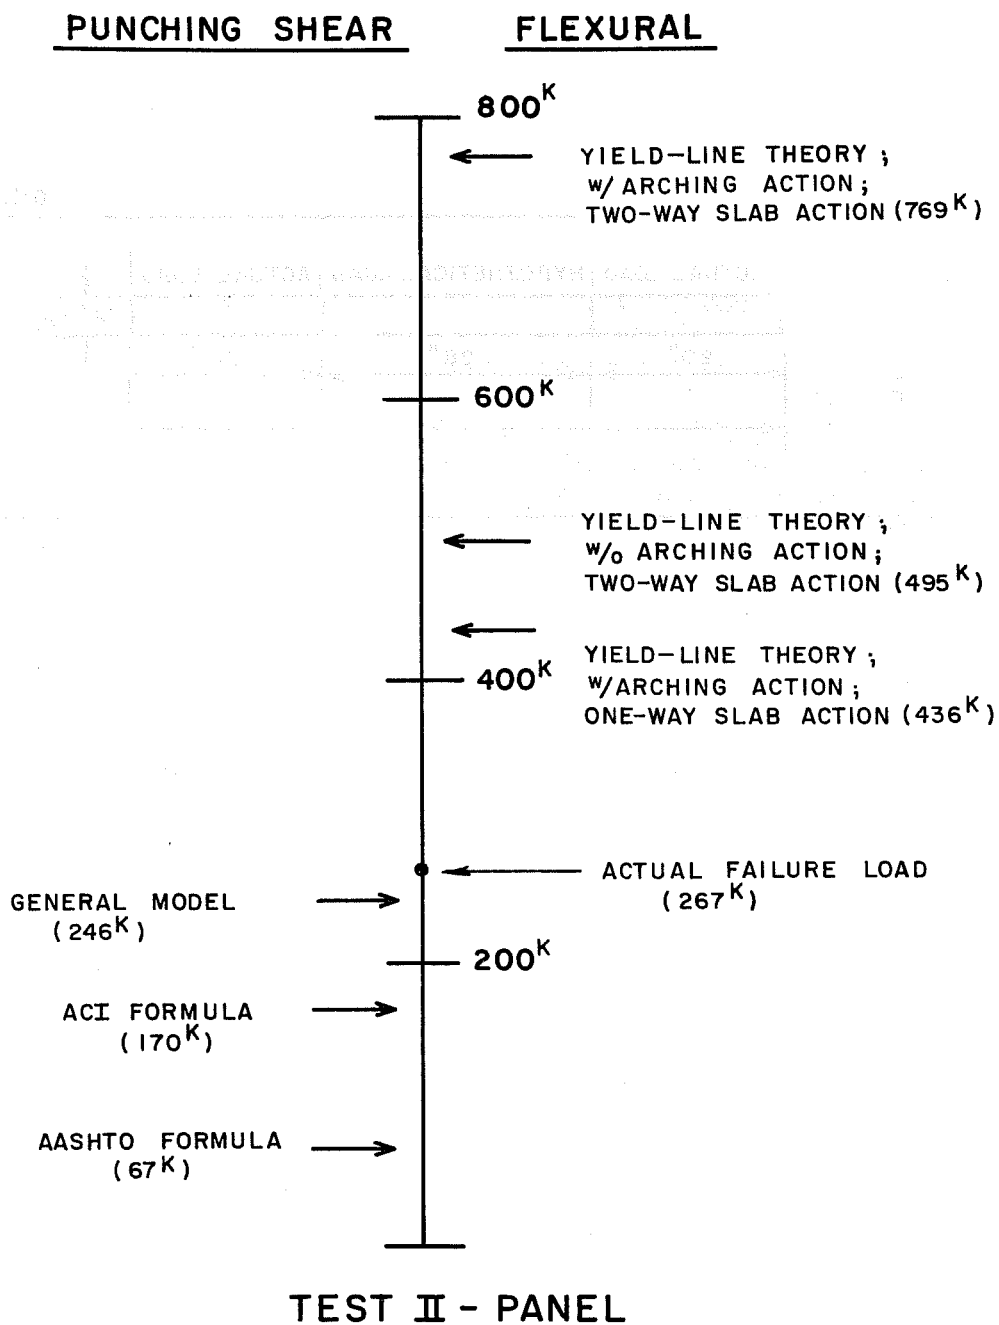 PUNCHING SHEAR
FLEXURAL
800K
YIELD-LINE THEORY ;
W/ ARCHING ACTION ;
TWO-WAY SLAB ACTION (769K)
600K
YIELD-LINE THEORY ;
W/O ARCHING ACTION ;
TWO-WAY SLAB ACTION (495K)
YIELD-LINE THEORY ;
W/ARCHING ACTION ;
ONE-WAY SLAB ACTION (436K)
400K
ACTUAL FAILURE LOAD
(267K)
GENERAL MODEL
(246K)
200K
ACI FORMULA
(170K)
AASHTO FORMULA
(67K)
TEST II - PANEL